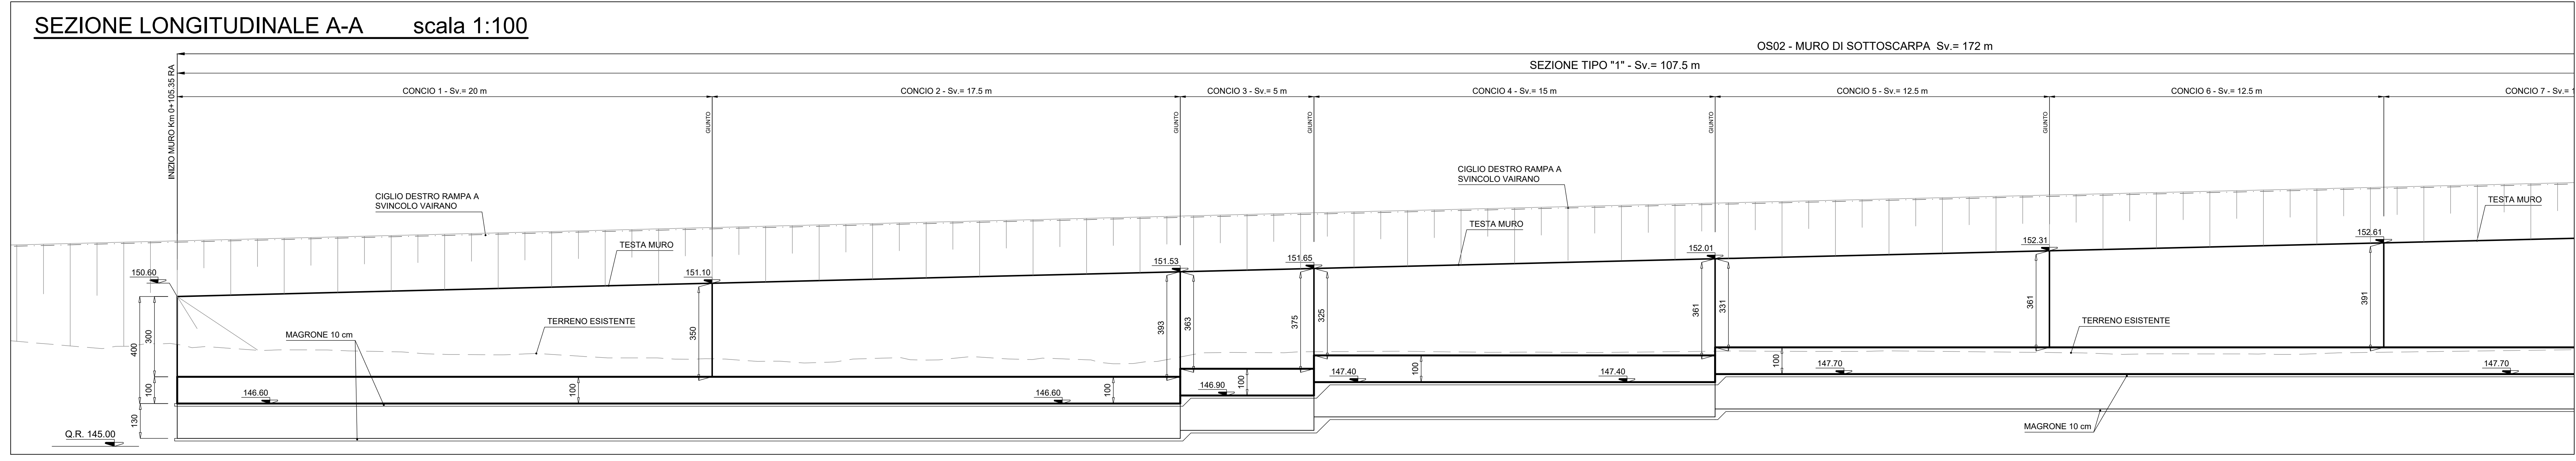 SEZIONE LONGITUDINALE A-A scala 1:100
OS02 - MURO DI SOTTOSCARPA Sv.= 172 m
SEZIONE TIPO "1" - Sv.= 107.5 m
INIZIO MURO Km 0+105.35 RA
CONCIO 1 - Sv.= 20 m
CONCIO 2 - Sv.= 17.5 m
CONCIO 3 - Sv.= 5 m
CONCIO 4 - Sv.= 15 m
CONCIO 5 - Sv.= 12.5 m
CONCIO 6 - Sv.= 12.5 m
CONCIO 7 - Sv.= 1
GIUNTO
GIUNTO
GIUNTO
GIUNTO
GIUNTO
CIGLIO DESTRO RAMPA A
SVINCOLO VAIRANO
CIGLIO DESTRO RAMPA A
SVINCOLO VAIRANO
TESTA MURO
TESTA MURO
TESTA MURO
150.60
151.10
151.53
151.65
152.01
152.31
152.61
TERRENO ESISTENTE
TERRENO ESISTENTE
MAGRONE 10 cm
400
300
100
130
350
393
363
375
325
361
331
361
391
100
100
100
100
100
146.60
146.60
146.90
147.40
147.40
147.70
147.70
Q.R. 145.00
MAGRONE 10 cm